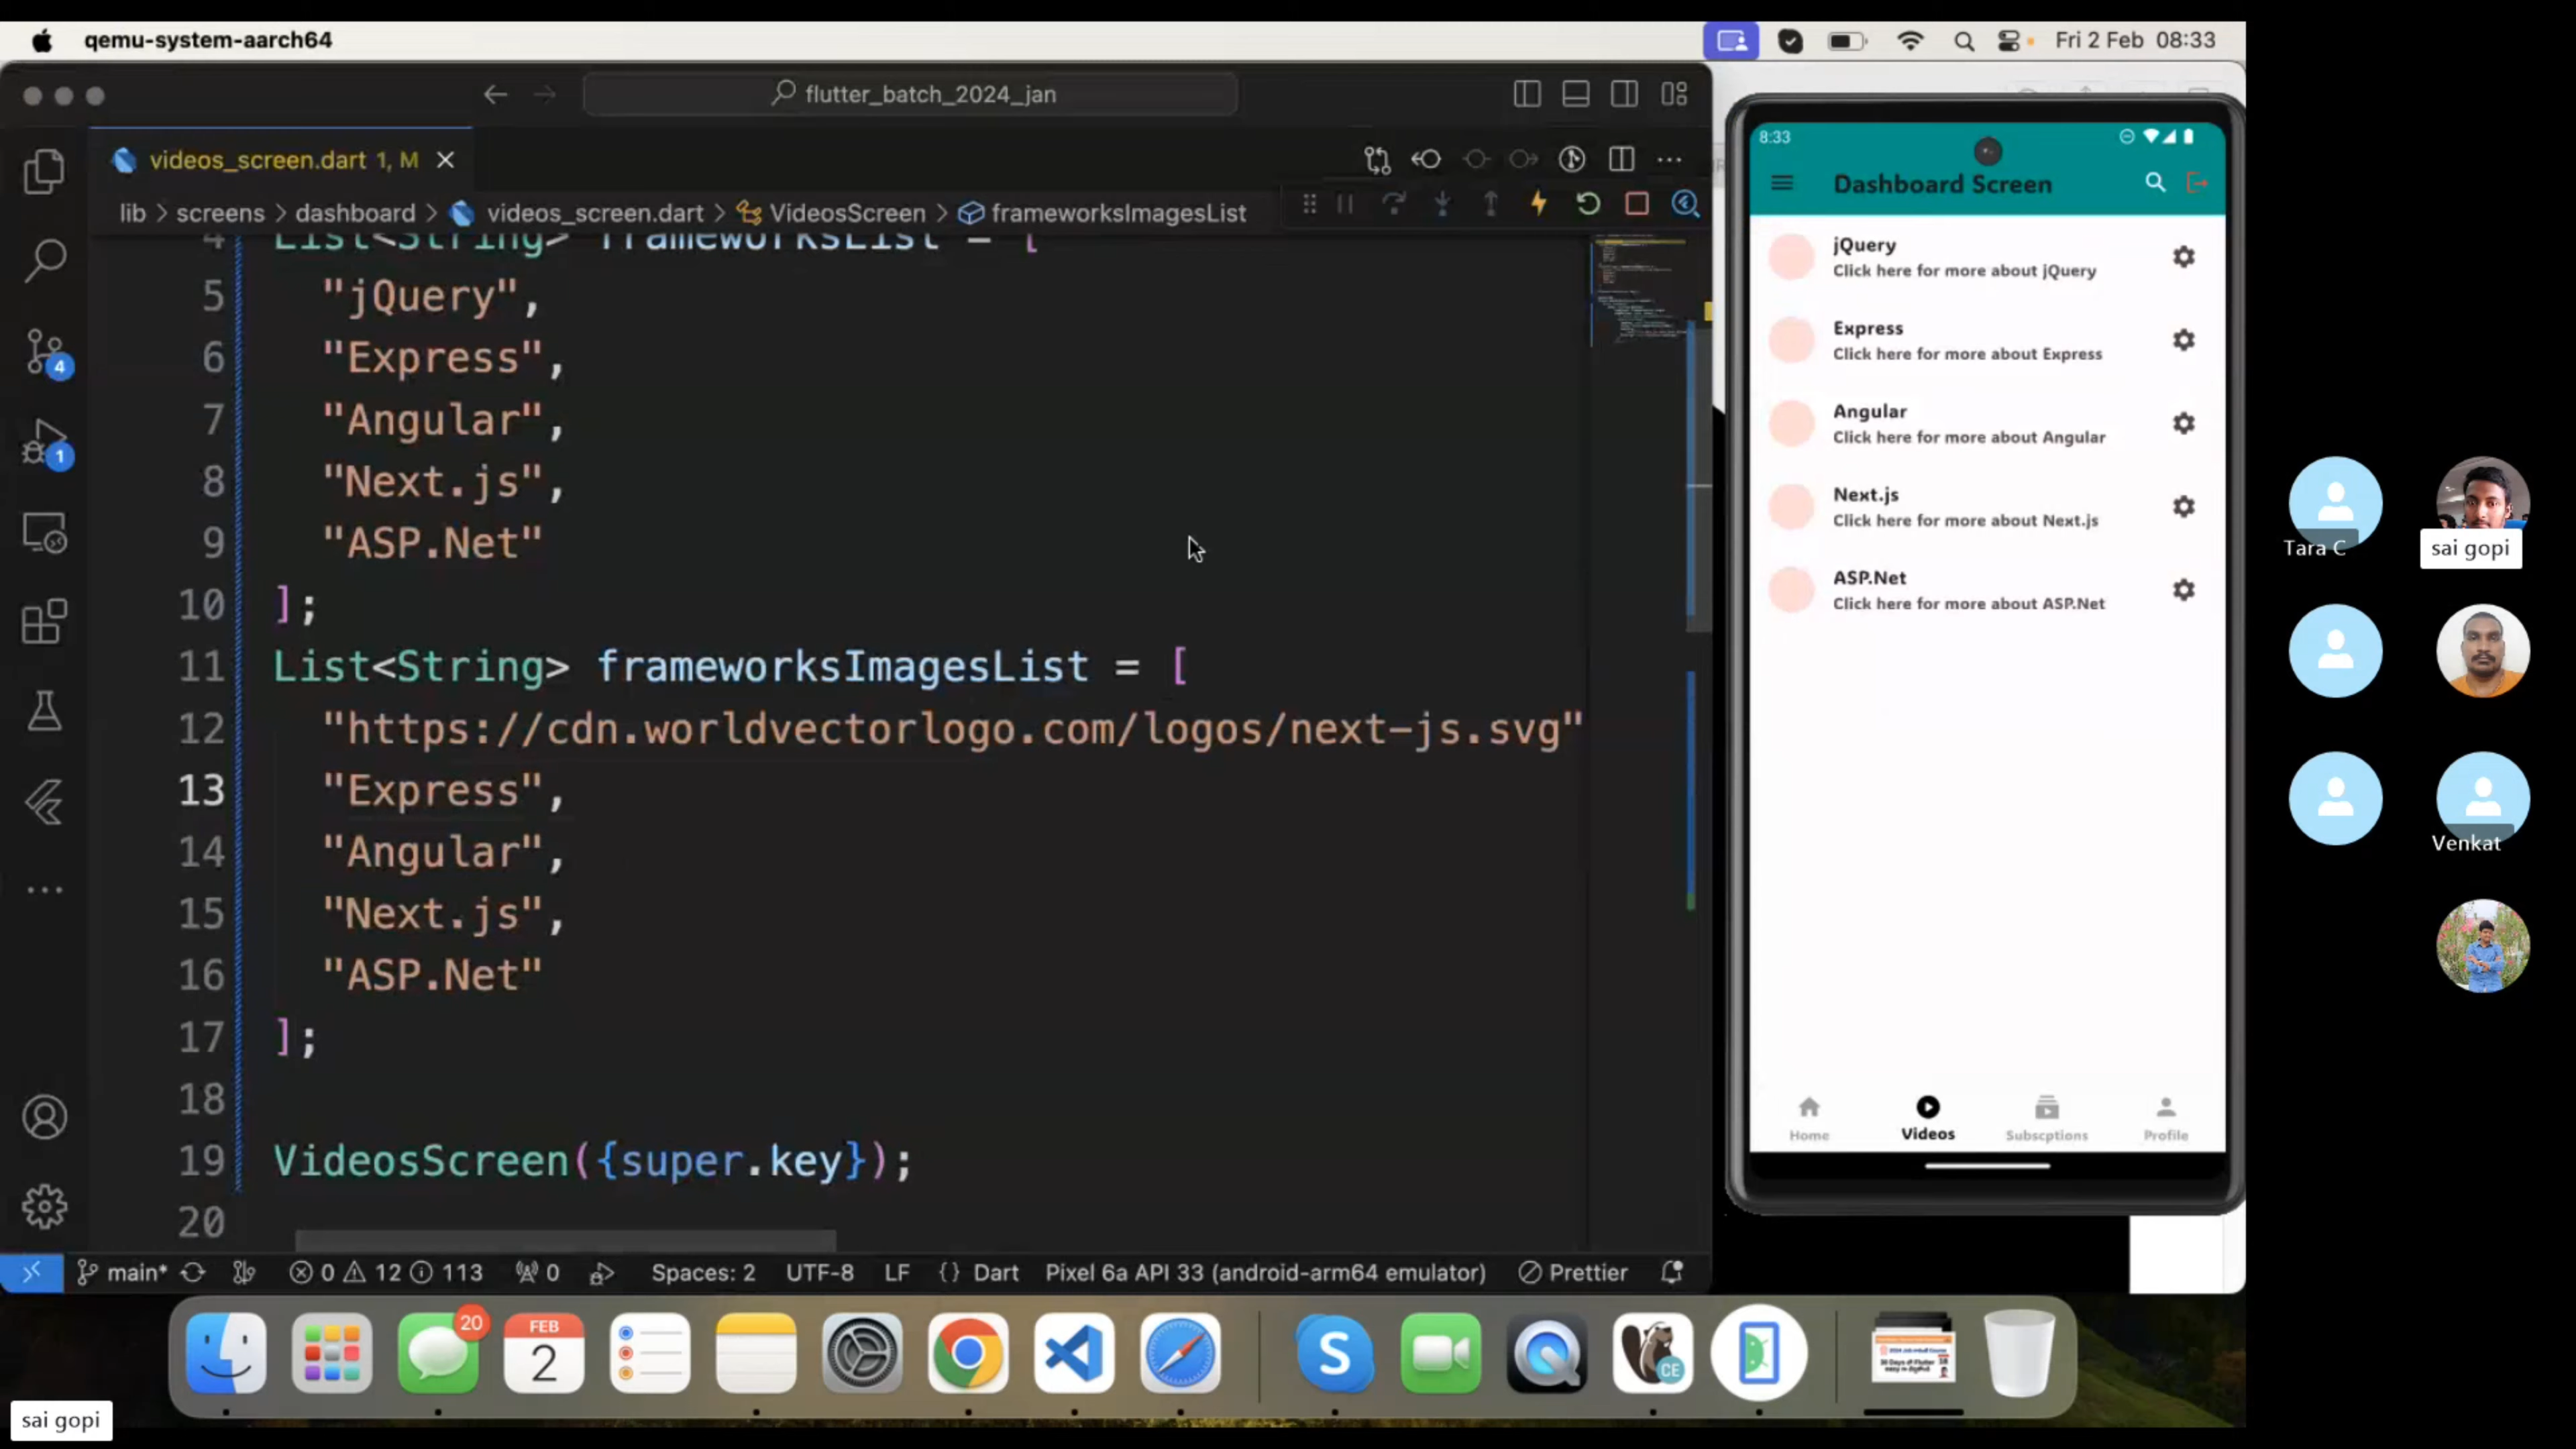 qemu-system-aarch64
Fri 2 Feb 08:33
flutter_batch_2024_jan
videos_screen.dart 1, M
lib > screens > dashboard > videos_screen.dart > VideosScreen > frameworksImagesList
4 List<String> frameworksList = [
5 "jQuery",
6 "Express",
7 "Angular",
8 "Next.js",
9 "ASP.Net"
10 ];
11 List<String> frameworksImagesList = [
12 "https://cdn.worldvectorlogo.com/logos/next-js.svg"
13 "Express",
14 "Angular",
15 "Next.js",
16 "ASP.Net"
17 ];
18
19 VideosScreen({super.key});
20
4
1
main* 0 12 113 0 Spaces: 2 UTF-8 LF {} Dart Pixel 6a API 33 (android-arm64 emulator) Prettier
8:33
Dashboard Screen
jQuery
Click here for more about jQuery
Express
Click here for more about Express
Angular
Click here for more about Angular
Next.js
Click here for more about Next.js
ASP.Net
Click here for more about ASP.Net
Home
Videos
Subscptions
Profile
Tara C
sai gopi
Venkat
20
FEB
2
S
CE
sai gopi